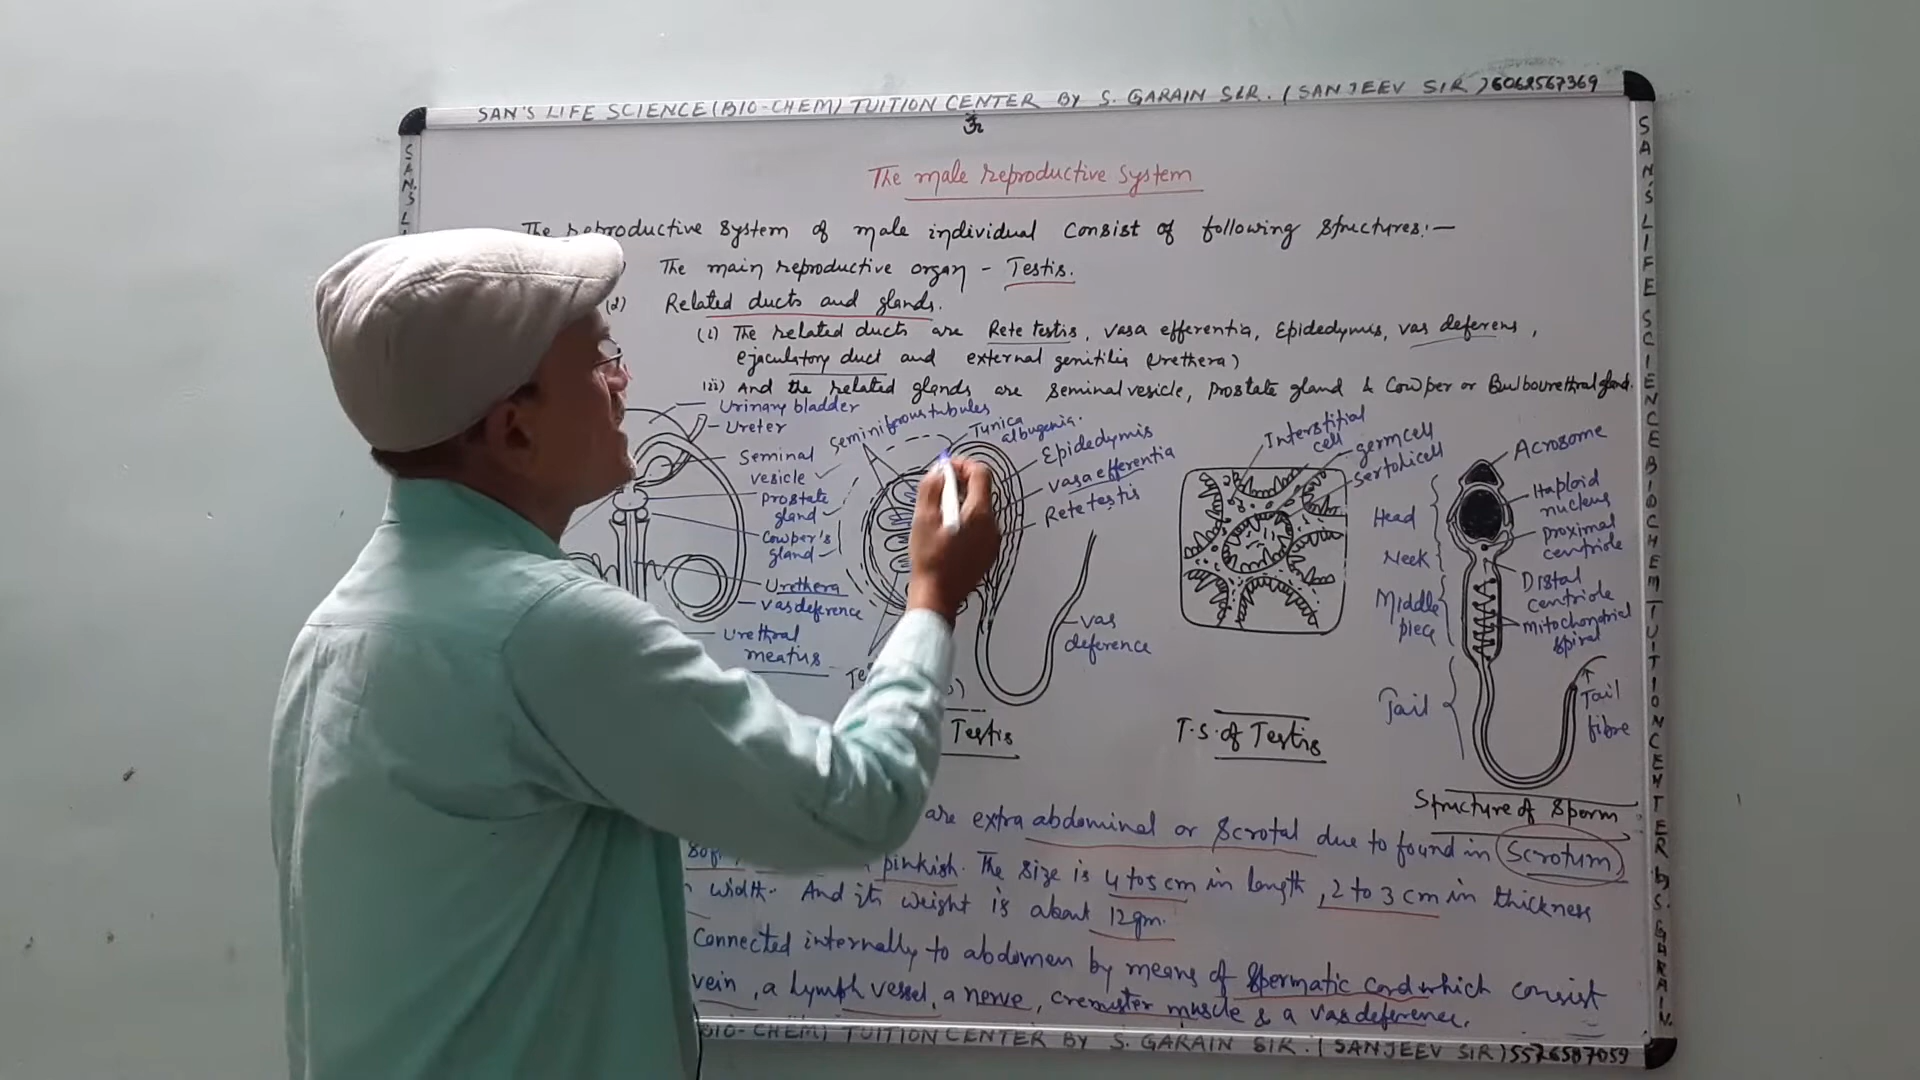 SAN'S LIFE SCIENCE (BIO-CHEM) TUITION CENTER BY S. GARAIN SIR. (SANJEEV SIR)
ॐ
The male reproductive System
The reproductive system of male individual consist of following structures:—
The main reproductive organ - Testis.
(2) Related ducts and glands.
(i) The related ducts are Rete testis, vasa efferentia, Epidedymis, vas deferens,
ejaculatory duct and external genitilia (Urethera)
(ii) And the related glands are seminal vesicle, prostate gland & Cowper or Bulbourethral gland.
Urinary bladder
Ureter
Seminal
vesicle
prostate
gland
Cowper's
gland
Urethera
vas deference
Urethral
meatus
Seminiferous tubules
Tunica
albugenia.
Epidedymis
vasa efferentia
Rete testis
vas
deference
Testis
Interstitial
cell
germ cell
Sertoli cell
T.S. of Testis
Acrosome
Haploid
nucleus
proximal
centriole
Distal
centriole
mitochondrial
spiral
Tail
fibre
Head
Neck
Middle
piece
Tail
Structure of Sperm
are extra abdominal or Scrotal due to found in Scrotum
pinkish. The size is 4 to 5 cm in length, 2 to 3 cm in thickness
width. And its weight is about 12gm.
Connected internally to abdomen by means of Spermatic cord which consist
vein, a lymph vessel, a nerve, cremuster muscle & a vas deference.
BIO-CHEM) TUITION CENTER BY S. GARAIN SIR. (SANJEEV SIR)
SAN'S L
SAN'S LIFE SCIENCE (BIOCHEM TUITION CENTER by S. GARAIN.